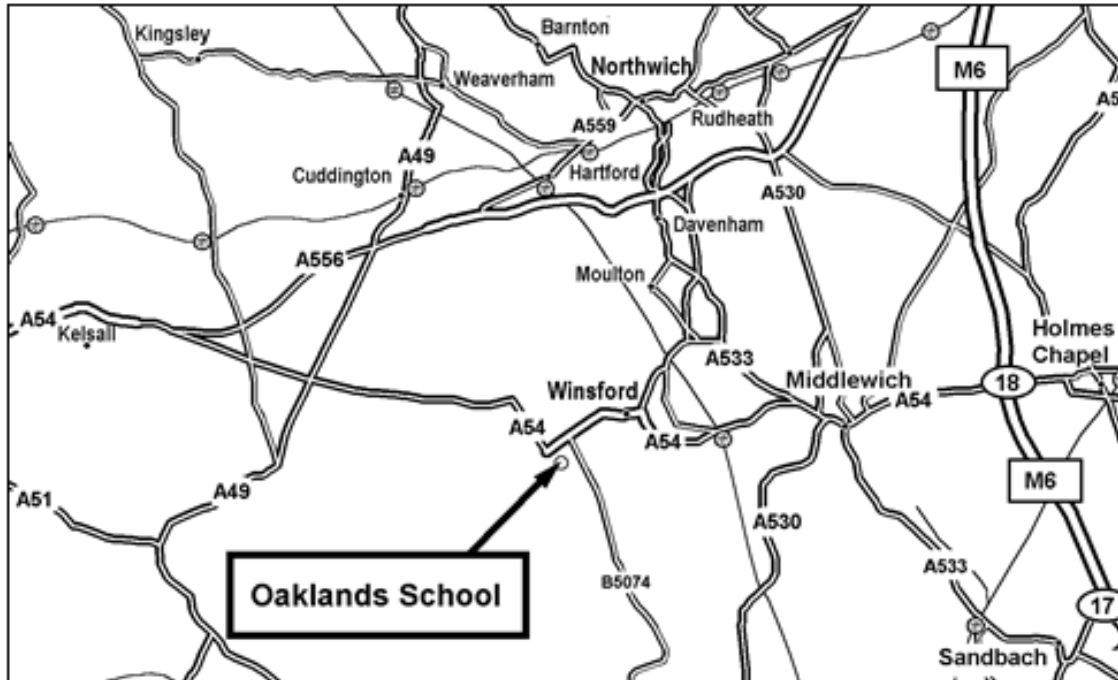 Kingsley
Barnton
Northwich
M6
Weaverham
A559
Rudheath
A49
Cuddington
Hartford
A530
Davenham
A556
Moulton
A54
Kelsall
A533
Holmes
Chapel
Middlewich
18
Winsford
A54
A54
A54
A51
A49
M6
A530
A533
B5074
Oaklands School
17
Sandbach